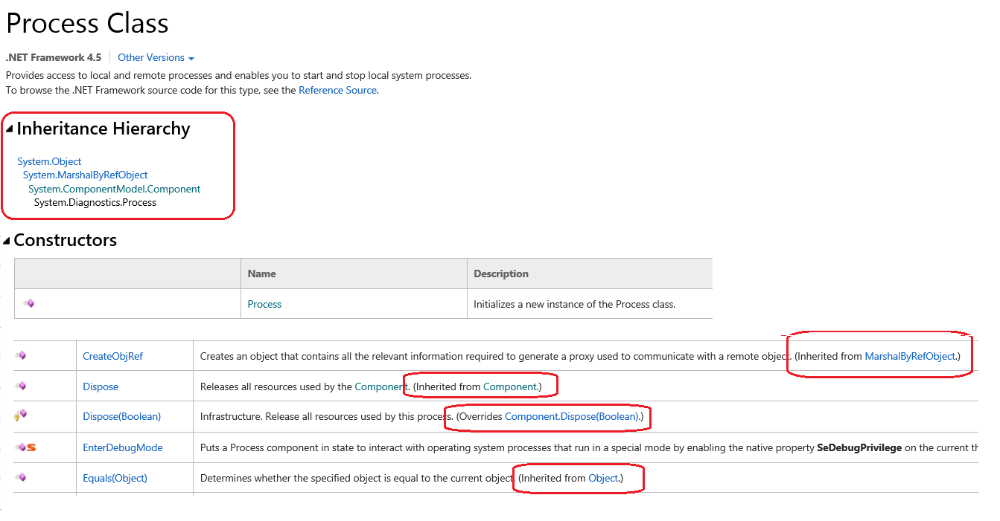 Process Class
.NET Framework 4.5 Other Versions
Provides access to local and remote processes and enables you to start and stop local system processes.
To browse the .NET Framework source code for this type, see the Reference Source.
Inheritance Hierarchy
System.Object
System.MarshalByRefObject
System.ComponentModel.Component
System.Diagnostics.Process
Constructors
Name Description
Process Initializes a new instance of the Process class.
CreateObjRef Creates an object that contains all the relevant information required to generate a proxy used to communicate with a remote object. (Inherited from MarshalByRefObject.)
Dispose Releases all resources used by the Component. (Inherited from Component.)
Dispose(Boolean) Infrastructure. Release all resources used by this process. (Overrides Component.Dispose(Boolean).)
S EnterDebugMode Puts a Process component in state to interact with operating system processes that run in a special mode by enabling the native property SeDebugPrivilege on the current th
Equals(Object) Determines whether the specified object is equal to the current object. (Inherited from Object.)